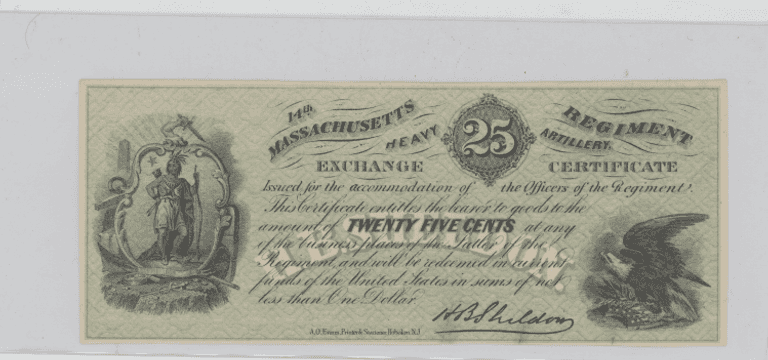 14th
MASSACHUSETTS 25 REGIMENT
HEAVY ARTILLERY.
EXCHANGE CERTIFICATE
Issued for the accommodation of the Officers of the Regiment.
This Certificate entitles the bearer to goods to the
amount of TWENTY FIVE CENTS at any
of the business places of the Sutler of the
Regiment, and will be redeemed in current
funds of the United States in sums of not
less than One Dollar.
H B Sheldon
Hoboken N.J.